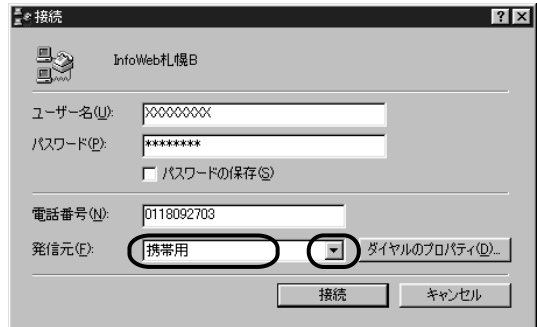 接続
InfoWeb札幌B
ユーザー名(U): XXXXXXXX
パスワード(P): ********
パスワードの保存(S)
電話番号(N): 0118092703
発信元(F): 携帯用 ダイヤルのプロパティ(D)...
接続 キャンセル